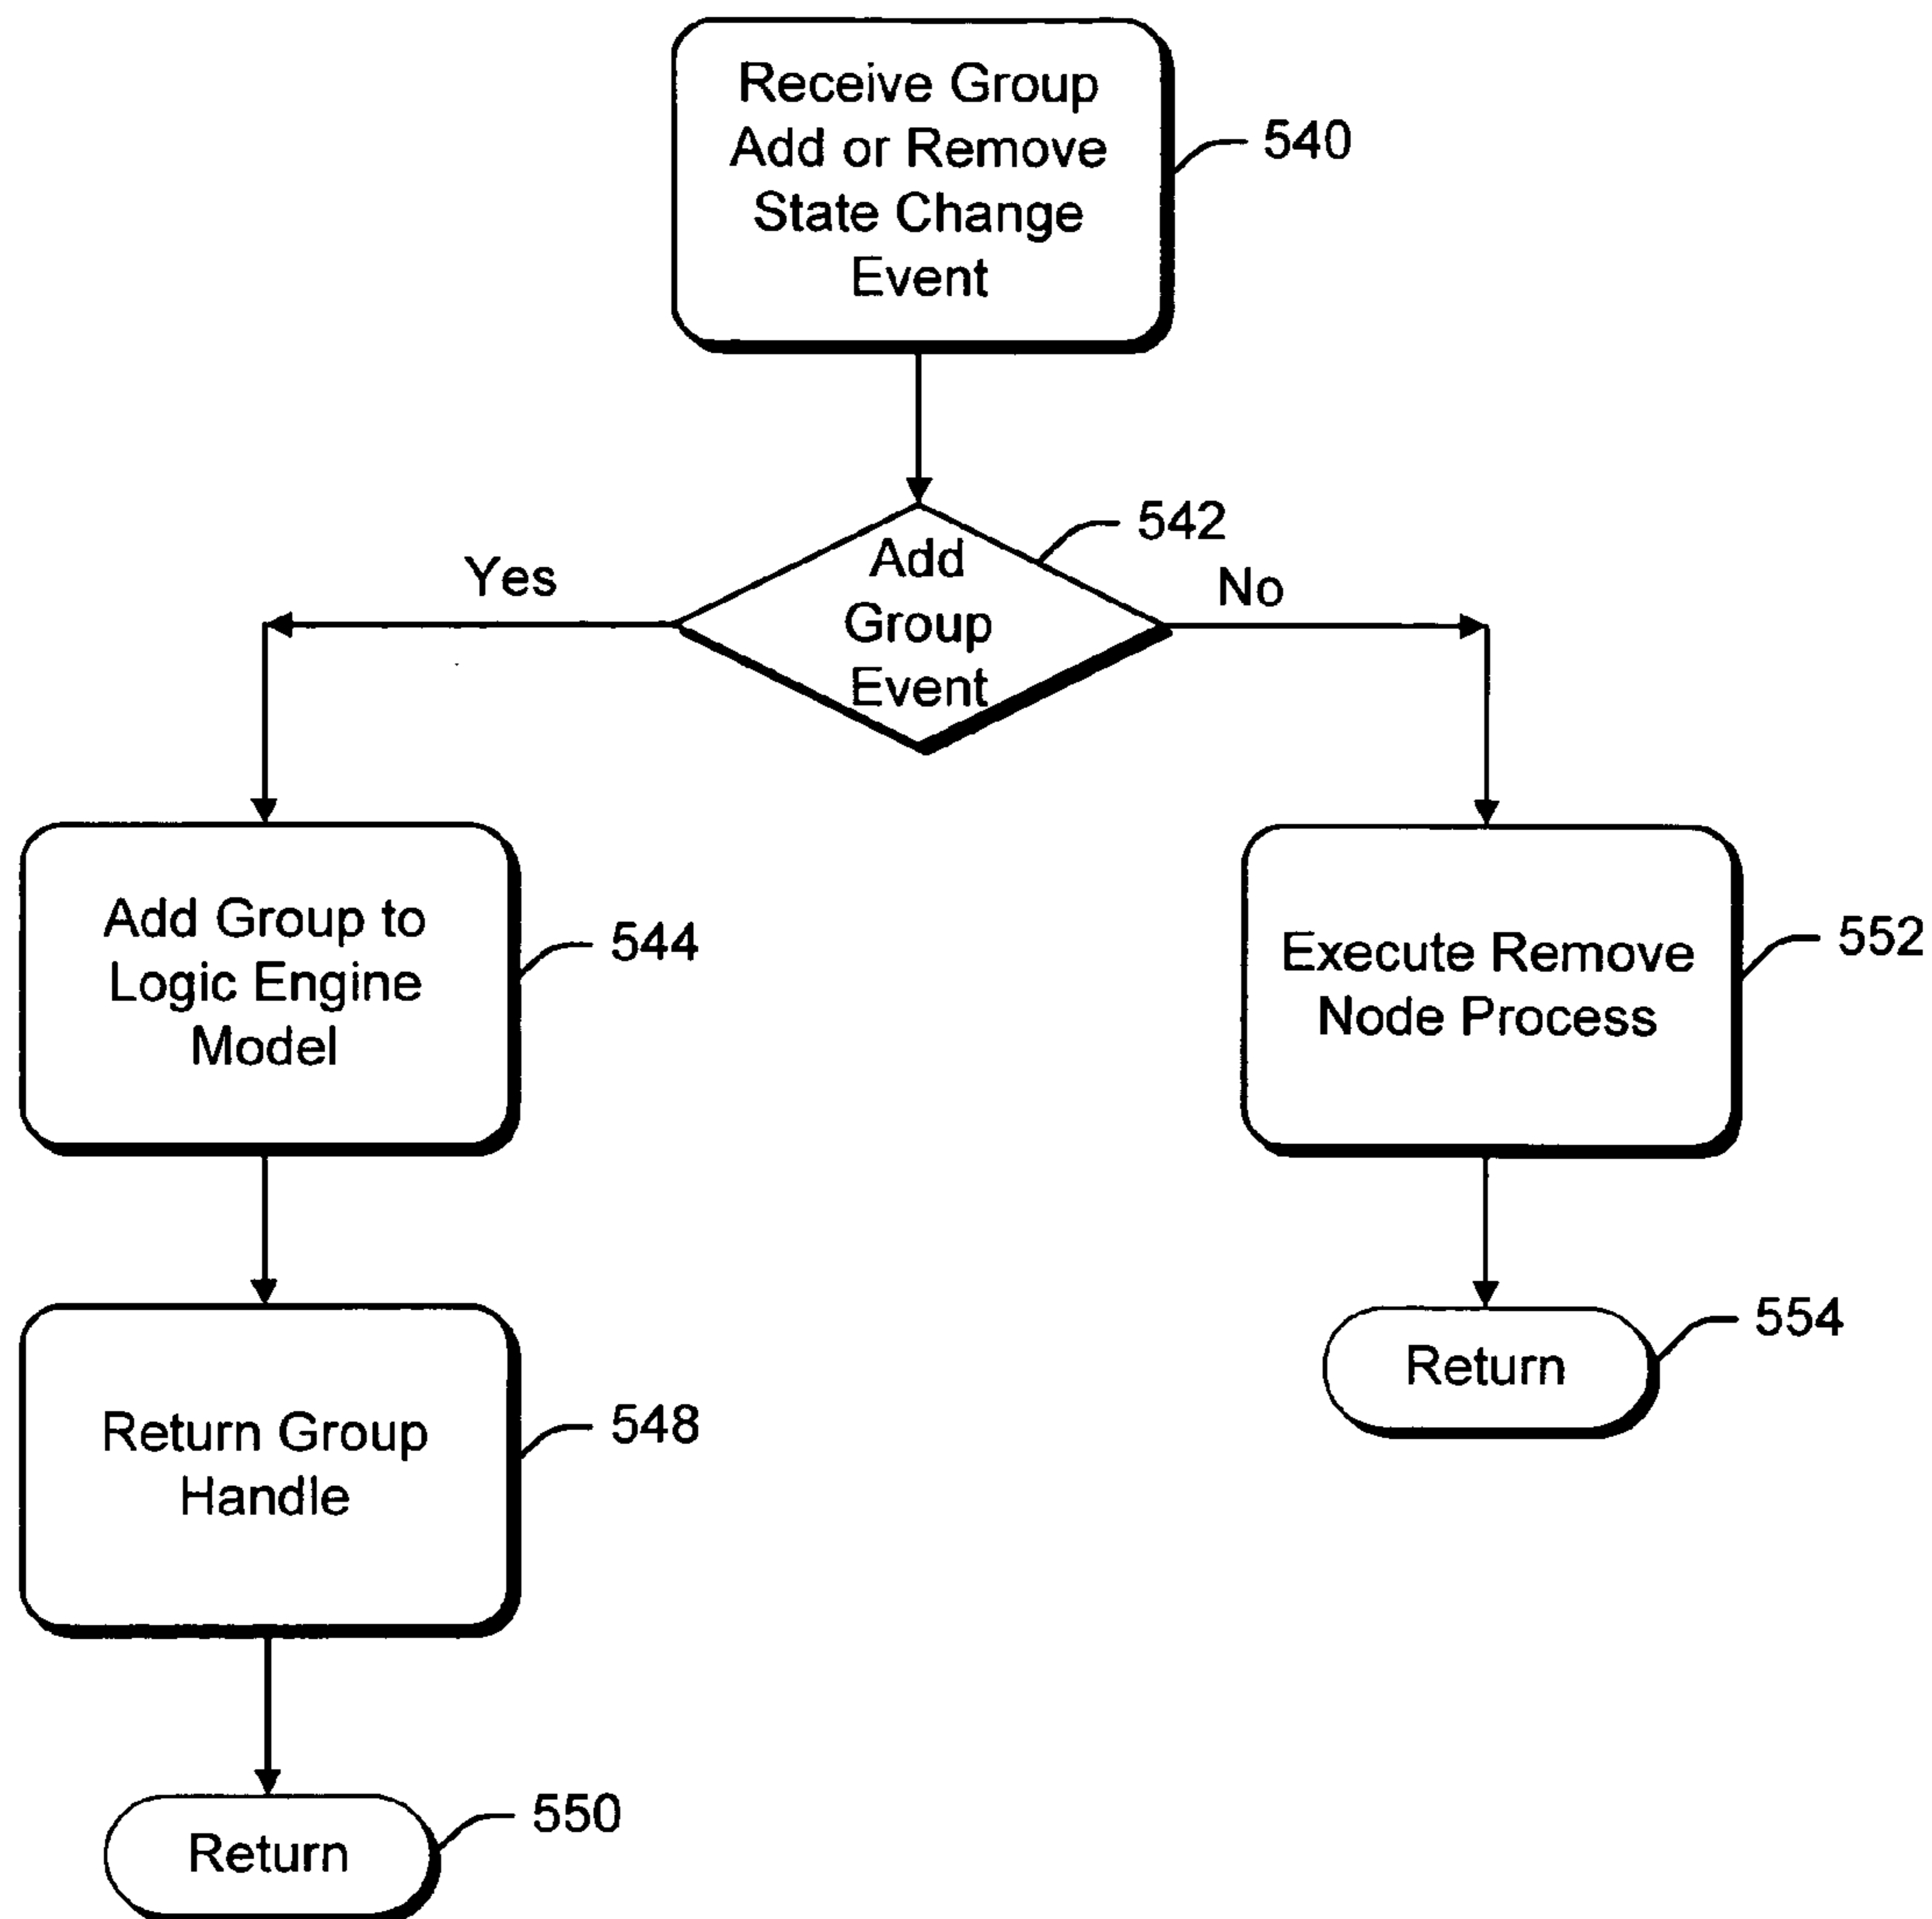 Receive Group
Add or Remove
State Change
Event
540
542
Add
Group
Event
Yes
No
Add Group to
Logic Engine
Model
544
Execute Remove
Node Process
552
Return Group
Handle
548
Return
554
Return
550